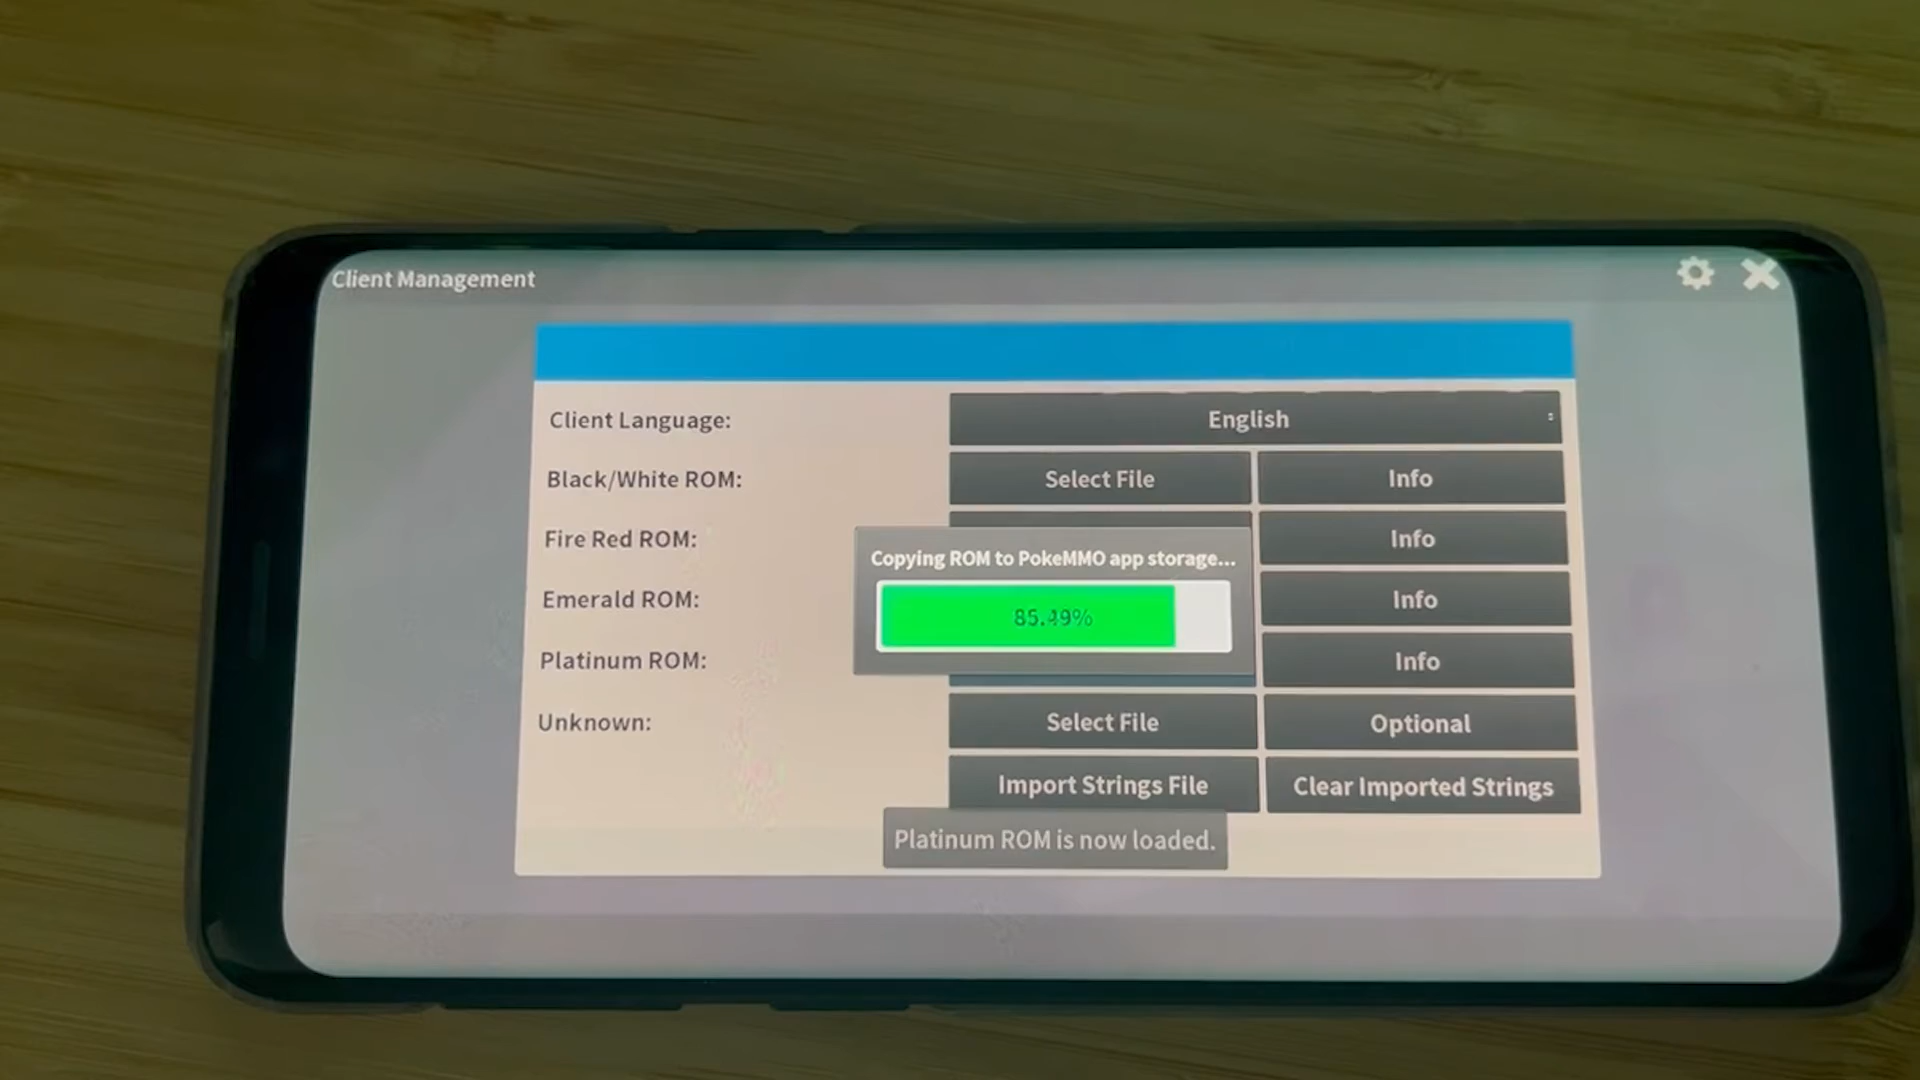 Client Management
Client Language:
English
Black/White ROM:
Select File
Info
Fire Red ROM:
Info
Copying ROM to PokeMMO app storage...
85.49%
Emerald ROM:
Info
Platinum ROM:
Info
Unknown:
Select File
Optional
Import Strings File
Clear Imported Strings
Platinum ROM is now loaded.